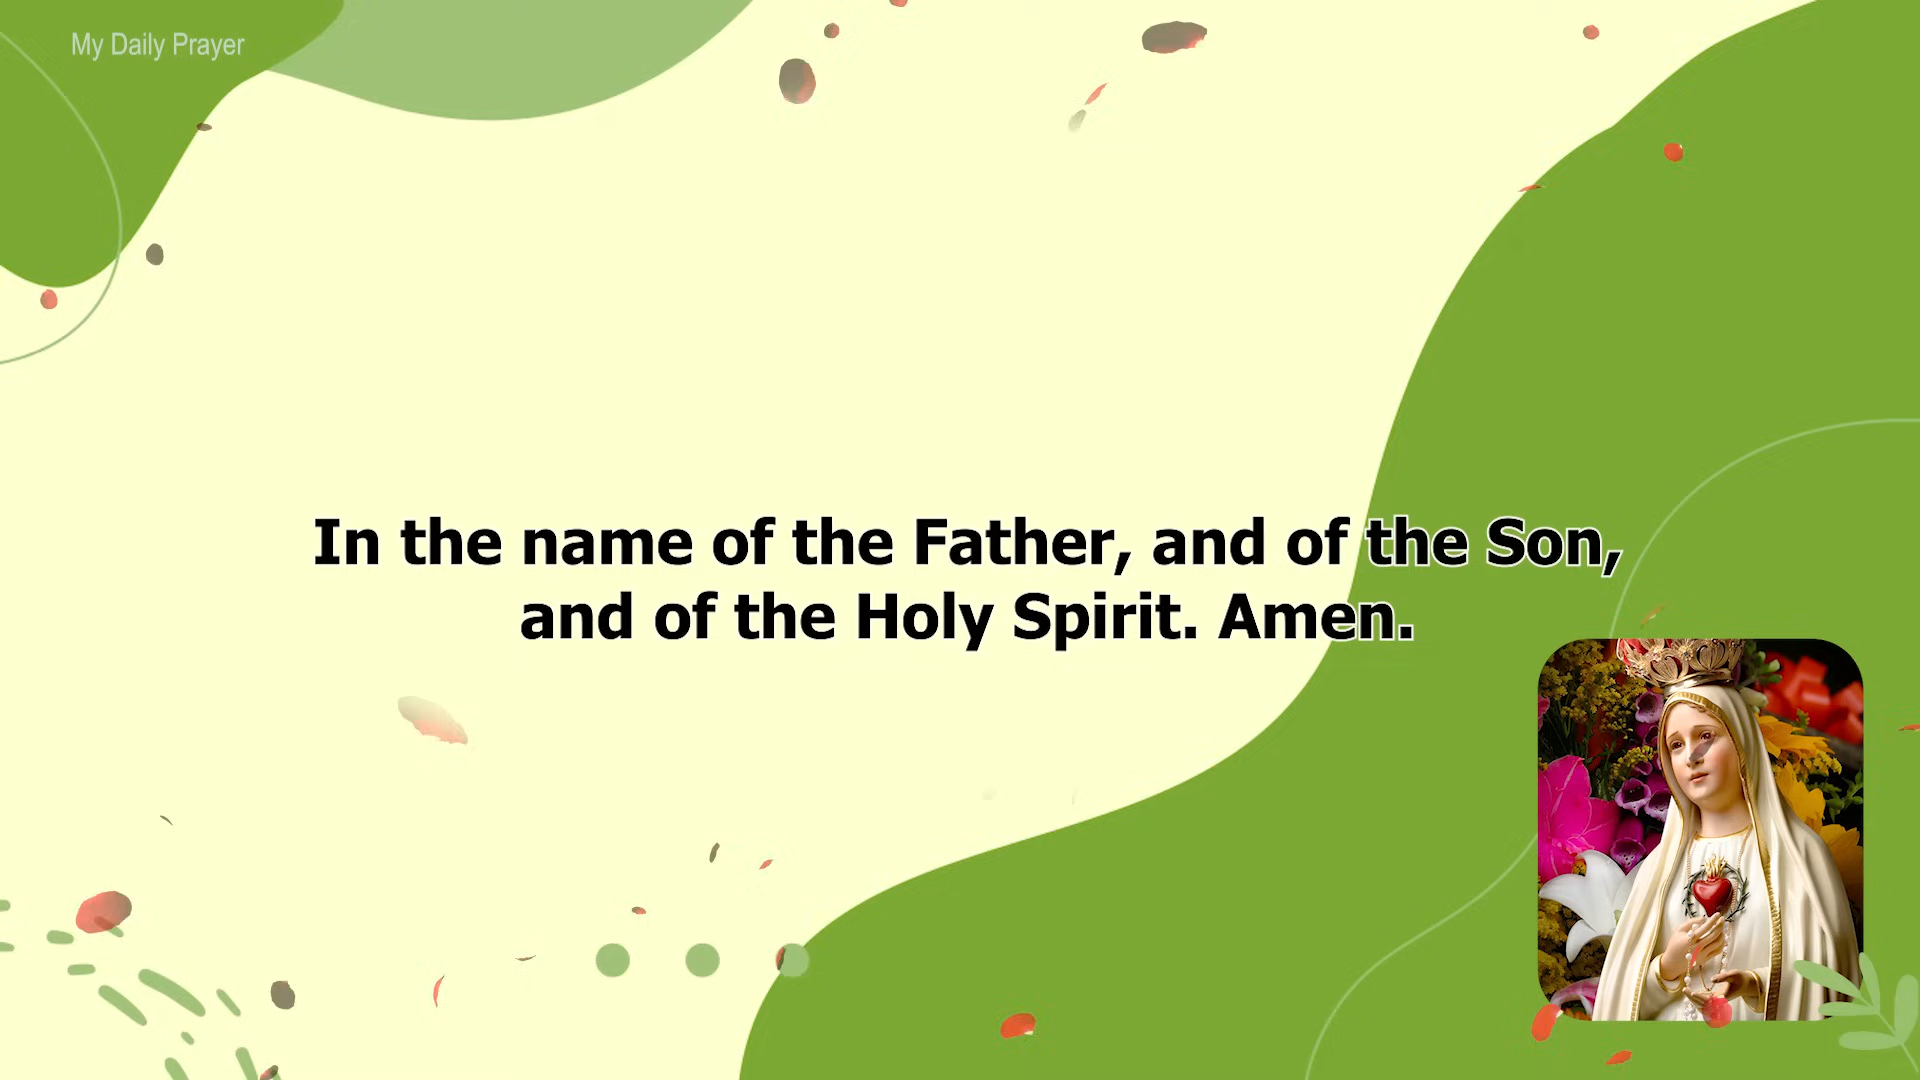 My Daily Prayer
In the name of the Father, and of the Son,
and of the Holy Spirit. Amen.